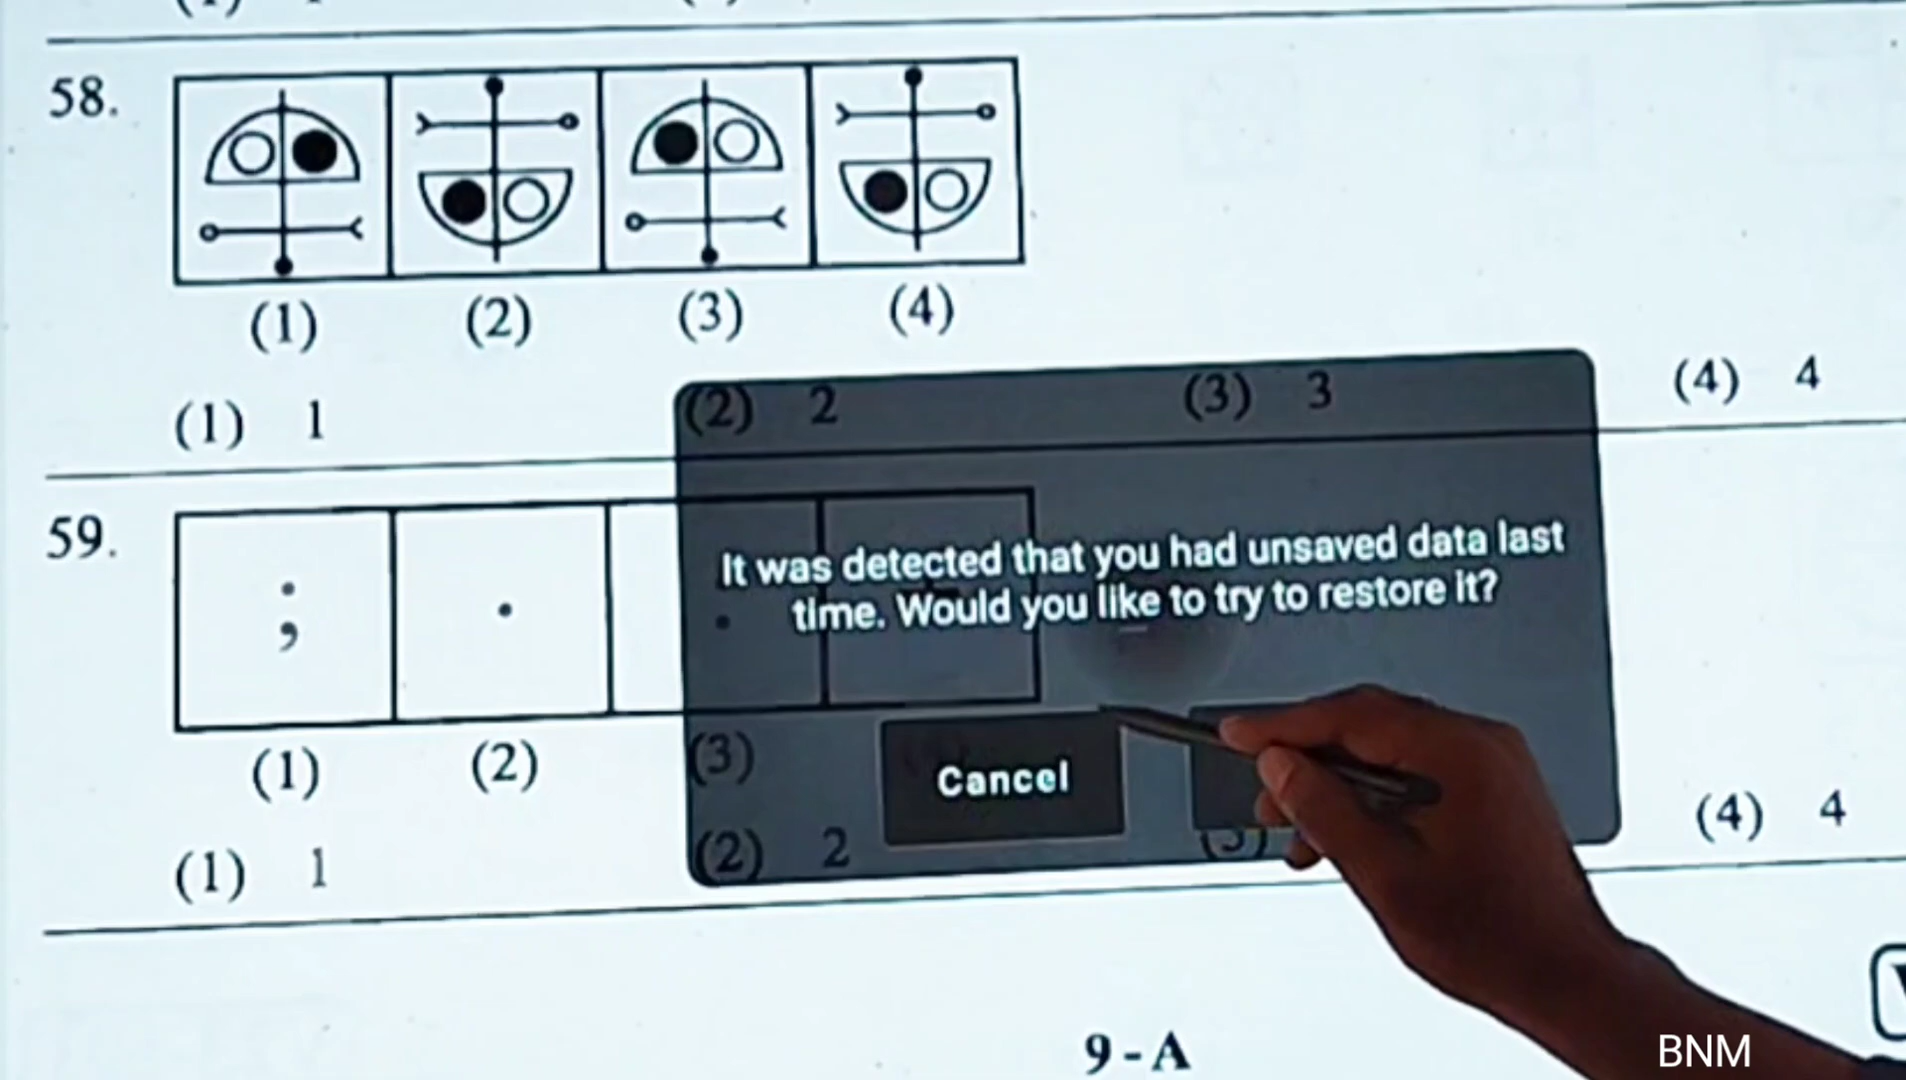 58.
(1) (2) (3) (4)
(1) 1 (2) 2 (3) 3 (4) 4
59.
; . .
It was detected that you had unsaved data last
time. Would you like to try to restore it?
(1) (2) (3)
Cancel
(1) 1 (2) 2 (3) (4) 4
9 - A
BNM